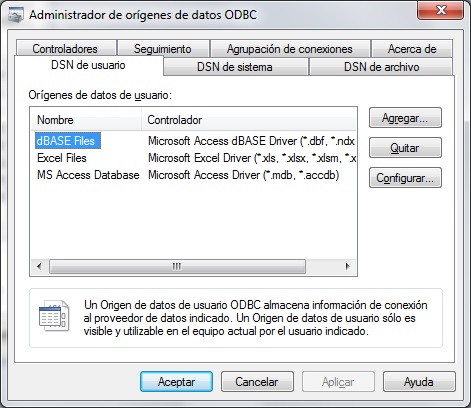 Administrador de orígenes de datos ODBC
Controladores Seguimiento Agrupación de conexiones Acerca de
DSN de usuario DSN de sistema DSN de archivo
Orígenes de datos de usuario:
Nombre Controlador
dBASE Files Microsoft Access dBASE Driver (*.dbf, *.ndx
Excel Files Microsoft Excel Driver (*.xls, *.xlsx, *.xlsm, *.x
MS Access Database Microsoft Access Driver (*.mdb, *.accdb)
Agregar...
Quitar
Configurar...
Un Origen de datos de usuario ODBC almacena información de conexión
al proveedor de datos indicado. Un Origen de datos de usuario sólo es
visible y utilizable en el equipo actual por el usuario indicado.
Aceptar Cancelar Aplicar Ayuda